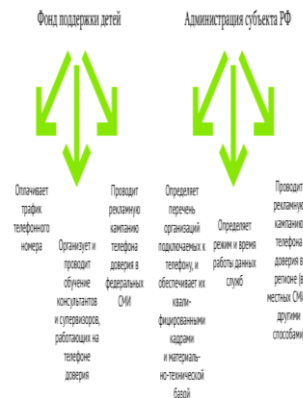 Фонд поддержки детей
Оплачивает
трафик
телефонного
номера
Организует и
проводит
обучение
консультантов
и супервизоров,
работающих на
телефоне
доверия
Проводит
рекламную
кампанию
телефона
доверия в
федеральных
СМИ
Администрация субъекта РФ
Определяет
перечень
организаций
подключаемых к
телефону, и
обеспечивает их
квали-
фицированными
кадрами
и материаль-
но-технической
базой
Определяет
режим и время
работы данных
служб
Проводит
рекламную
кампанию
телефона
доверия в
регионе (в
местных СМИ
другими
способами